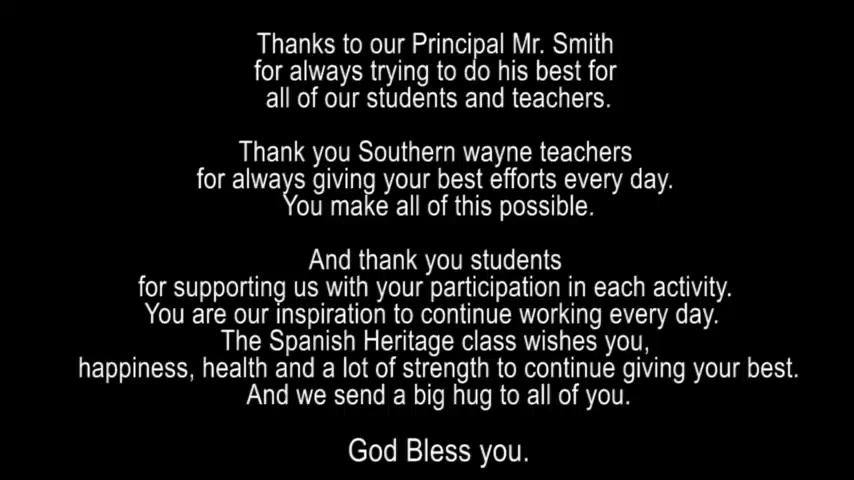 Thanks to our Principal Mr. Smith
for always trying to do his best for
all of our students and teachers.
Thank you Southern wayne teachers
for always giving your best efforts every day.
You make all of this possible.
And thank you students
for supporting us with your participation in each activity.
You are our inspiration to continue working every day.
The Spanish Heritage class wishes you,
happiness, health and a lot of strength to continue giving your best.
And we send a big hug to all of you.
God Bless you.